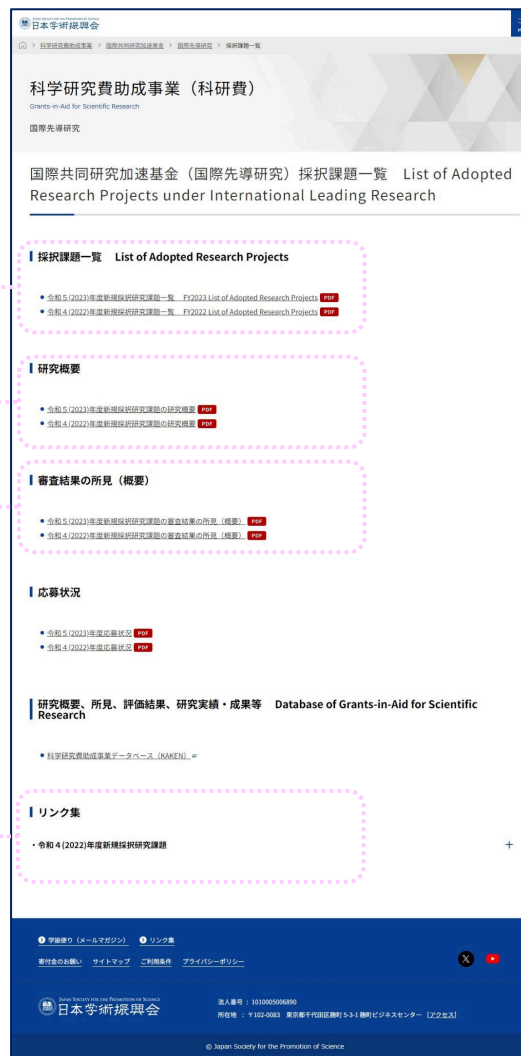 日本学術振興会
科学研究費助成事業 > 国際共同研究加速基金 > 国際先導研究 > 採択課題一覧
科学研究費助成事業（科研費）
Grants-in-Aid for Scientific Research
国際先導研究
国際共同研究加速基金（国際先導研究）採択課題一覧 List of Adopted
Research Projects under International Leading Research
採択課題一覧 List of Adopted Research Projects
令和５(2023)年度新規採択研究課題一覧 FY2023 List of Adopted Research Projects PDF
令和４(2022)年度新規採択研究課題一覧 FY2022 List of Adopted Research Projects PDF
研究概要
令和５(2023)年度新規採択研究課題の研究概要 PDF
令和４(2022)年度新規採択研究課題の研究概要 PDF
審査結果の所見（概要）
令和５(2023)年度新規採択研究課題の審査結果の所見（概要） PDF
令和４(2022)年度新規採択研究課題の審査結果の所見（概要） PDF
応募状況
令和５(2023)年度応募状況 PDF
令和４(2022)年度応募状況 PDF
研究概要、所見、評価結果、研究実績・成果等 Database of Grants-in-Aid for Scientific
Research
科学研究費助成事業データベース（KAKEN）
リンク集
・令和４(2022)年度新規採択研究課題 +
学振便り（メールマガジン） リンク集
寄付金のお願い サイトマップ ご利用条件 プライバシーポリシー
Japan Society for the Promotion of Science
日本学術振興会
法人番号 : 1010005006890
所在地 : 〒102-0083 東京都千代田区麹町5-3-1 麹町ビジネスセンター [アクセス]
© Japan Society for the Promotion of Science